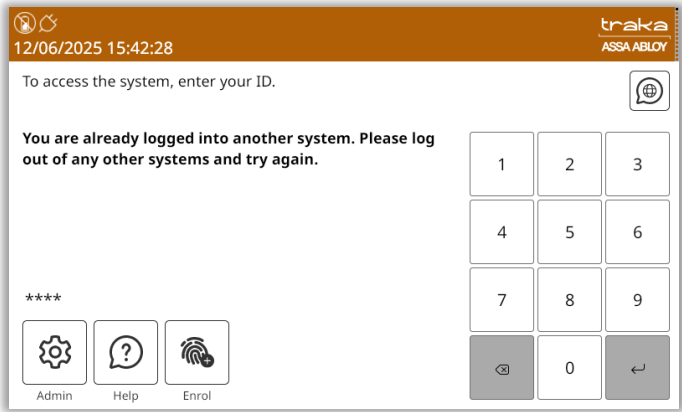 12/06/2025 15:42:28
traka
ASSA ABLOY
To access the system, enter your ID.
You are already logged into another system. Please log
out of any other systems and try again.
1 2 3
4 5 6
7 8 9
0
****
Admin Help Enrol